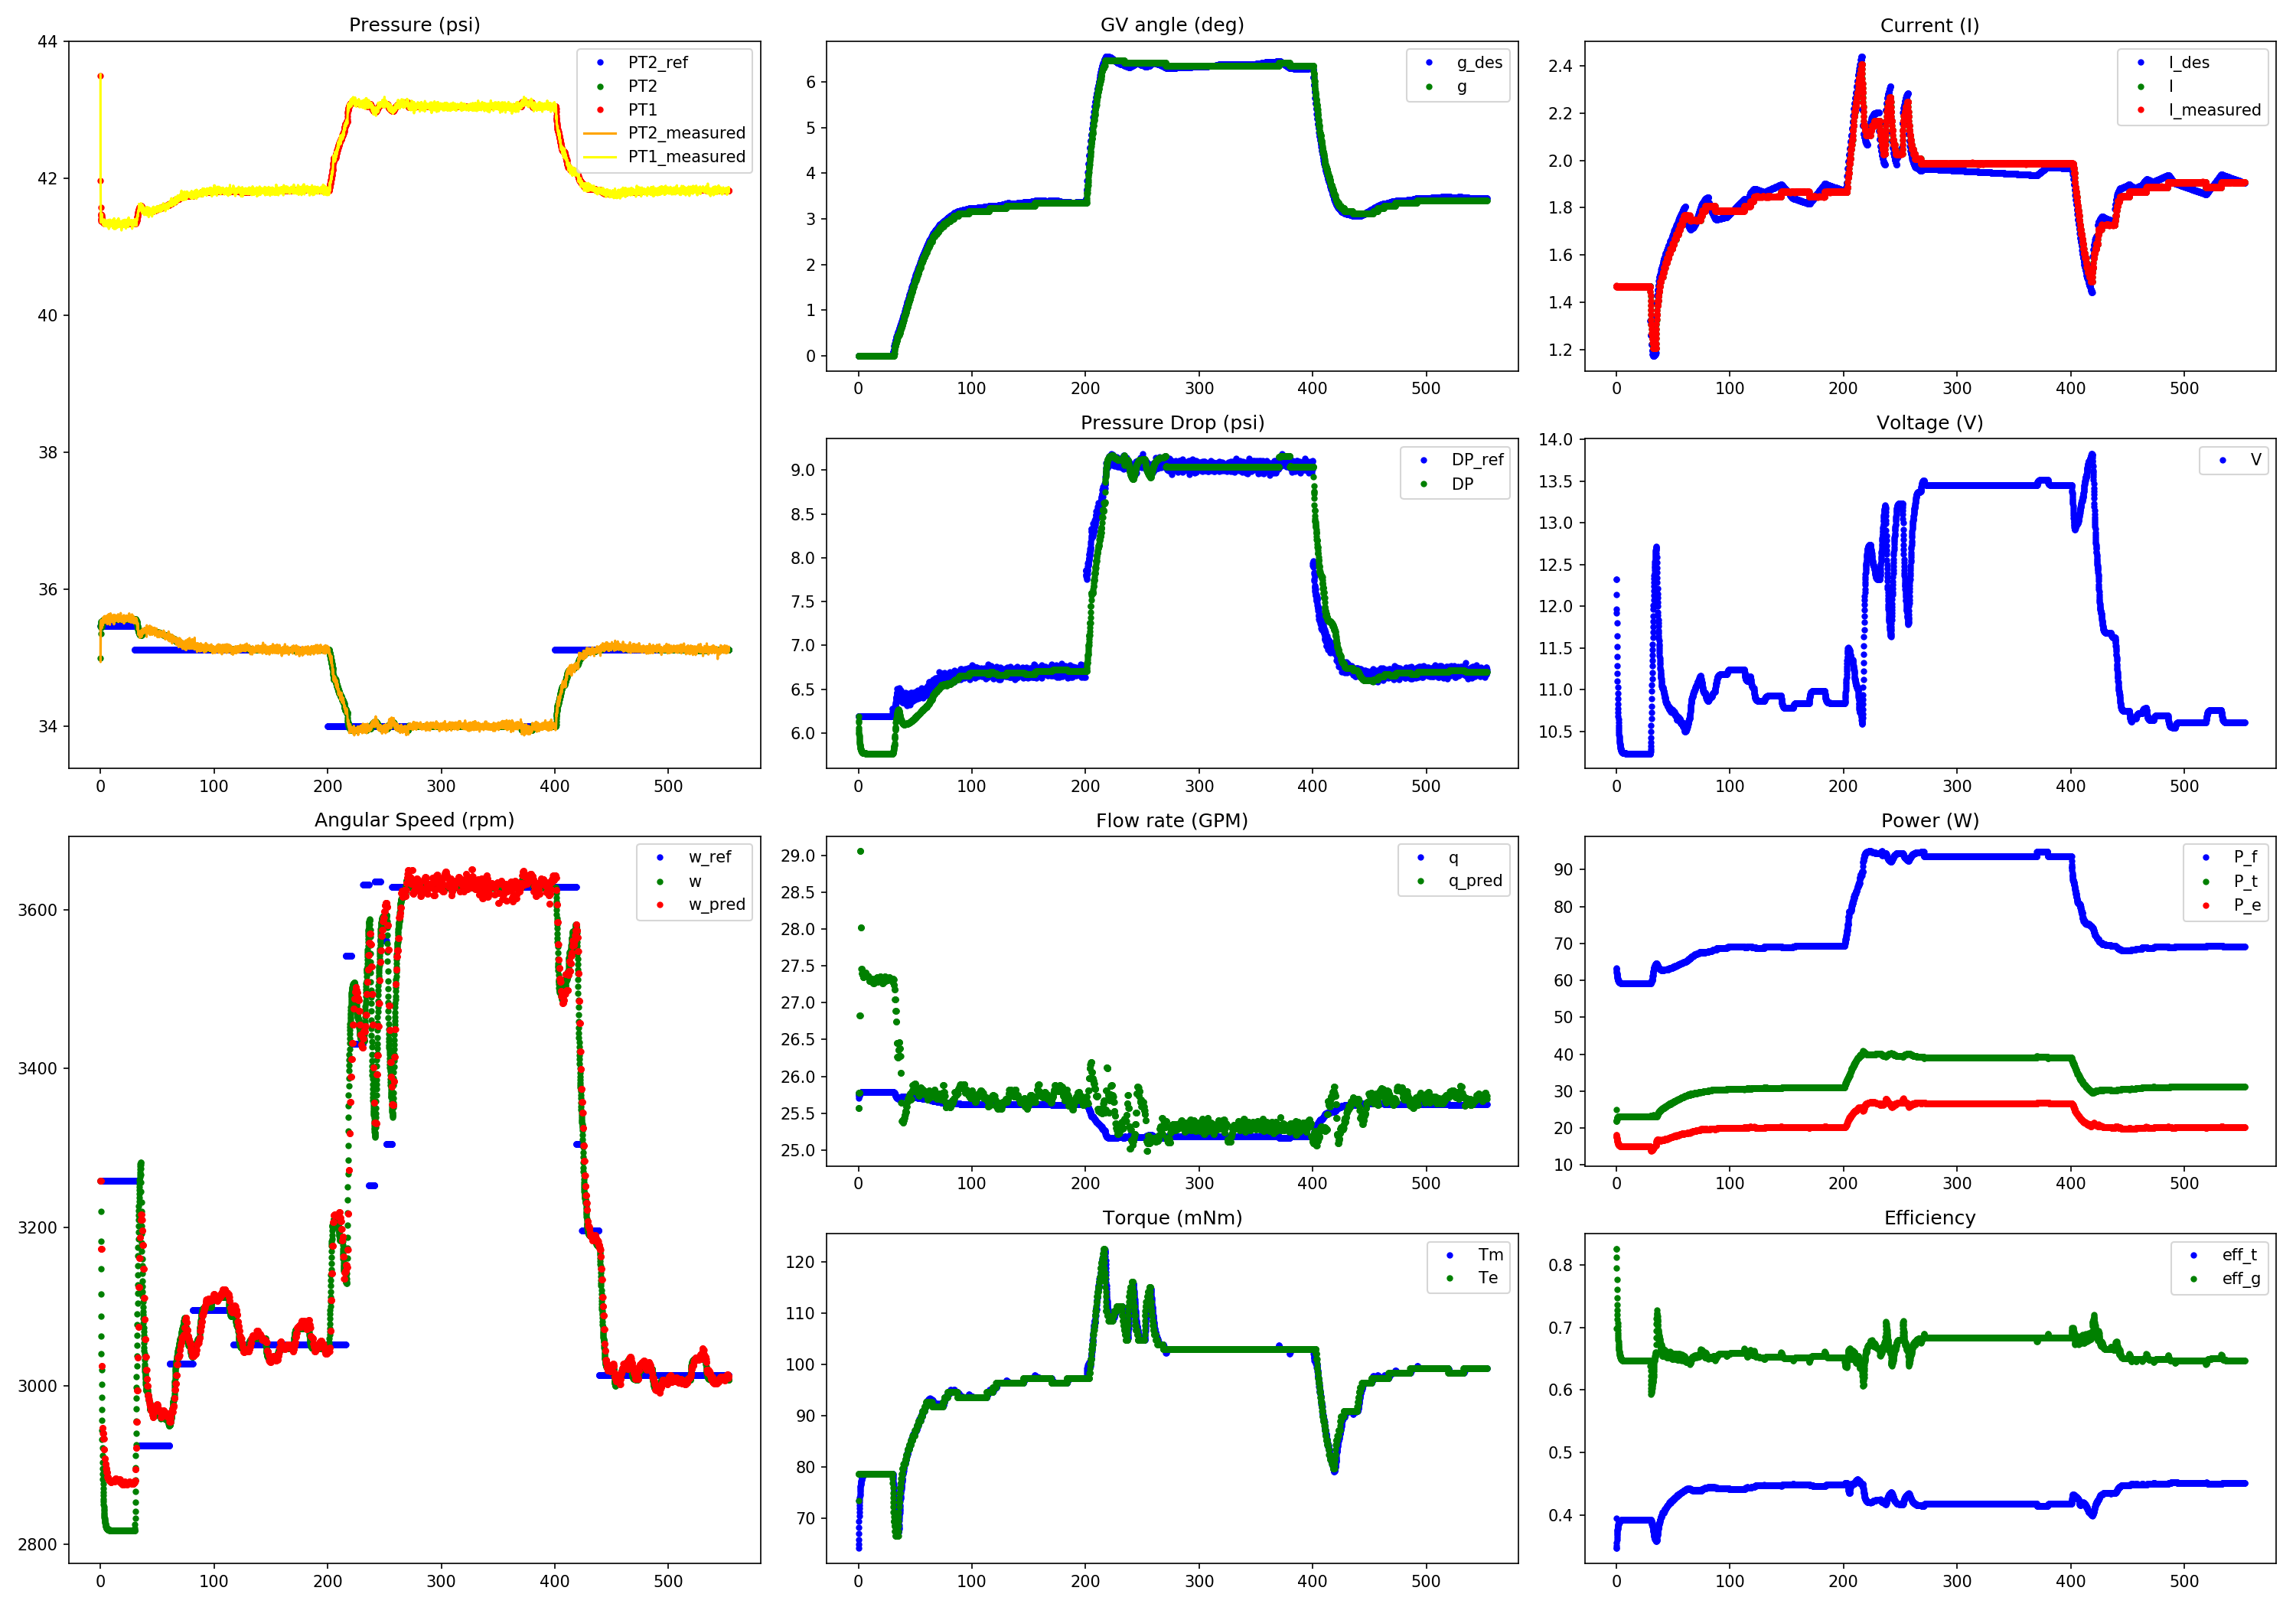 Pressure (psi)
44
42
40
38
36
34
0 100 200 300 400 500
PT2_ref
PT2
PT1
PT2_measured
PT1_measured
GV angle (deg)
6
5
4
3
2
1
0
0 100 200 300 400 500
g_des
g
Current (I)
2.4
2.2
2.0
1.8
1.6
1.4
1.2
0 100 200 300 400 500
I_des
I
I_measured
Pressure Drop (psi)
9.0
8.5
8.0
7.5
7.0
6.5
6.0
0 100 200 300 400 500
DP_ref
DP
Voltage (V)
14.0
13.5
13.0
12.5
12.0
11.5
11.0
10.5
0 100 200 300 400 500
V
Angular Speed (rpm)
3600
3400
3200
3000
2800
0 100 200 300 400 500
w_ref
w
w_pred
Flow rate (GPM)
29.0
28.5
28.0
27.5
27.0
26.5
26.0
25.5
25.0
0 100 200 300 400 500
q
q_pred
Power (W)
90
80
70
60
50
40
30
20
10
0 100 200 300 400 500
P_f
P_t
P_e
Torque (mNm)
120
110
100
90
80
70
0 100 200 300 400 500
Tm
Te
Efficiency
0.8
0.7
0.6
0.5
0.4
0 100 200 300 400 500
eff_t
eff_g